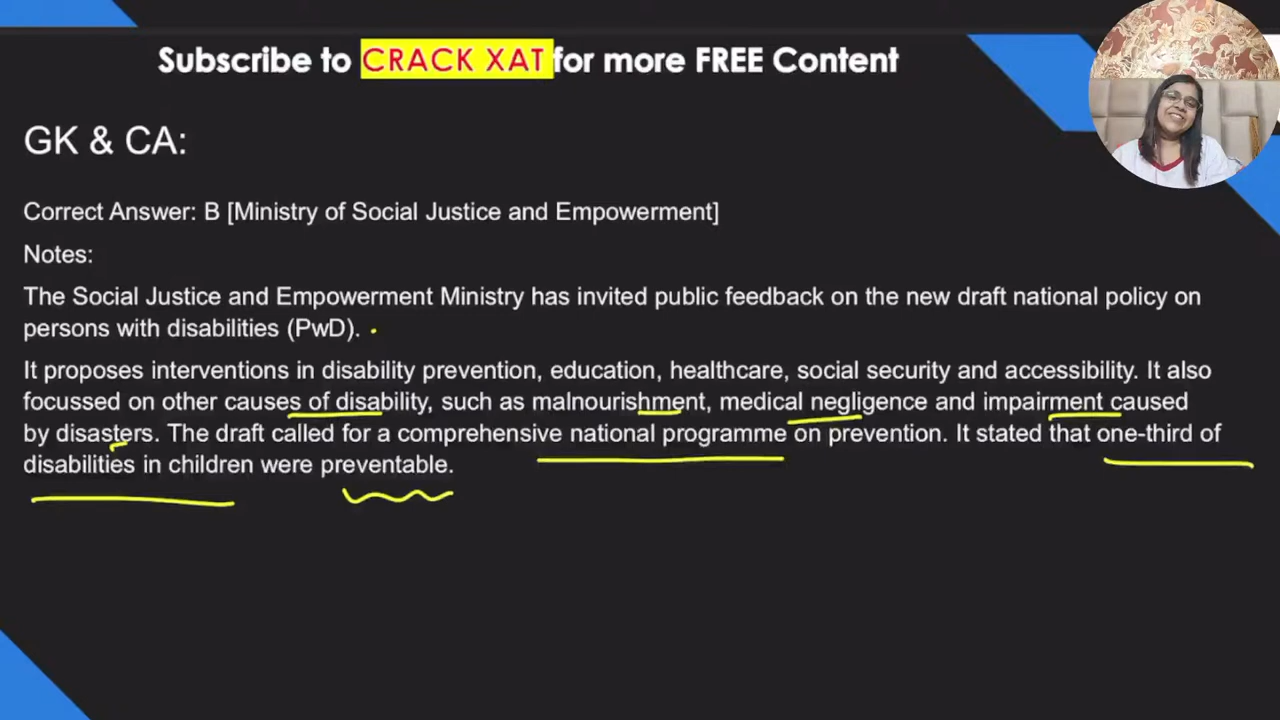 Subscribe to CRACK XAT for more FREE Content
GK & CA:
Correct Answer: B [Ministry of Social Justice and Empowerment]
Notes:
The Social Justice and Empowerment Ministry has invited public feedback on the new draft national policy on
persons with disabilities (PwD).
It proposes interventions in disability prevention, education, healthcare, social security and accessibility. It also
focussed on other causes of disability, such as malnourishment, medical negligence and impairment caused
by disasters. The draft called for a comprehensive national programme on prevention. It stated that one-third of
disabilities in children were preventable.